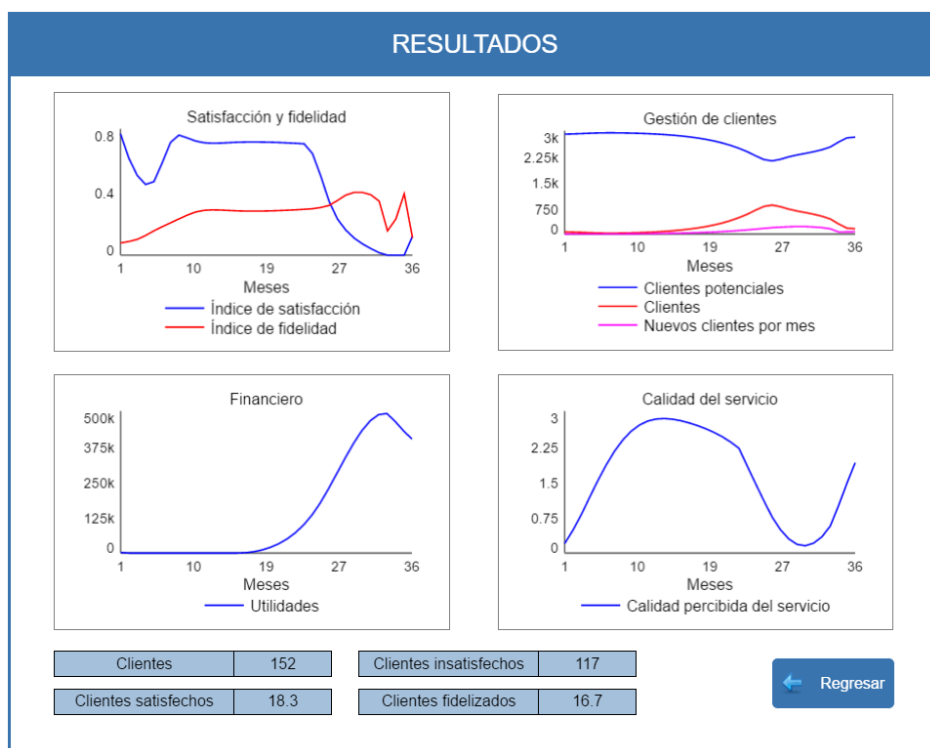 RESULTADOS
Satisfacción y fidelidad
0.8
0.4
0
1 10 19 27 36
Meses
Índice de satisfacción
Índice de fidelidad
Gestión de clientes
3k
2.25k
1.5k
750
0
1 10 19 27 36
Meses
Clientes potenciales
Clientes
Nuevos clientes por mes
Financiero
500k
375k
250k
125k
0
1 10 19 27 36
Meses
Utilidades
Calidad del servicio
3
2.25
1.5
0.75
0
1 10 19 27 36
Meses
Calidad percibida del servicio
Clientes 152
Clientes insatisfechos 117
Clientes satisfechos 18.3
Clientes fidelizados 16.7
Regresar